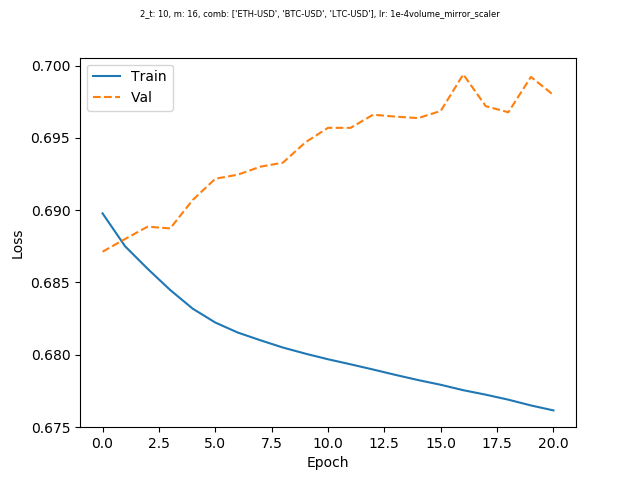 2_t: 10, m: 16, comb: ['ETH-USD', 'BTC-USD', 'LTC-USD'], lr: 1e-4volume_mirror_scaler
Train
Val
0.700
0.695
0.690
0.685
0.680
0.675
Loss
0.0 2.5 5.0 7.5 10.0 12.5 15.0 17.5 20.0
Epoch